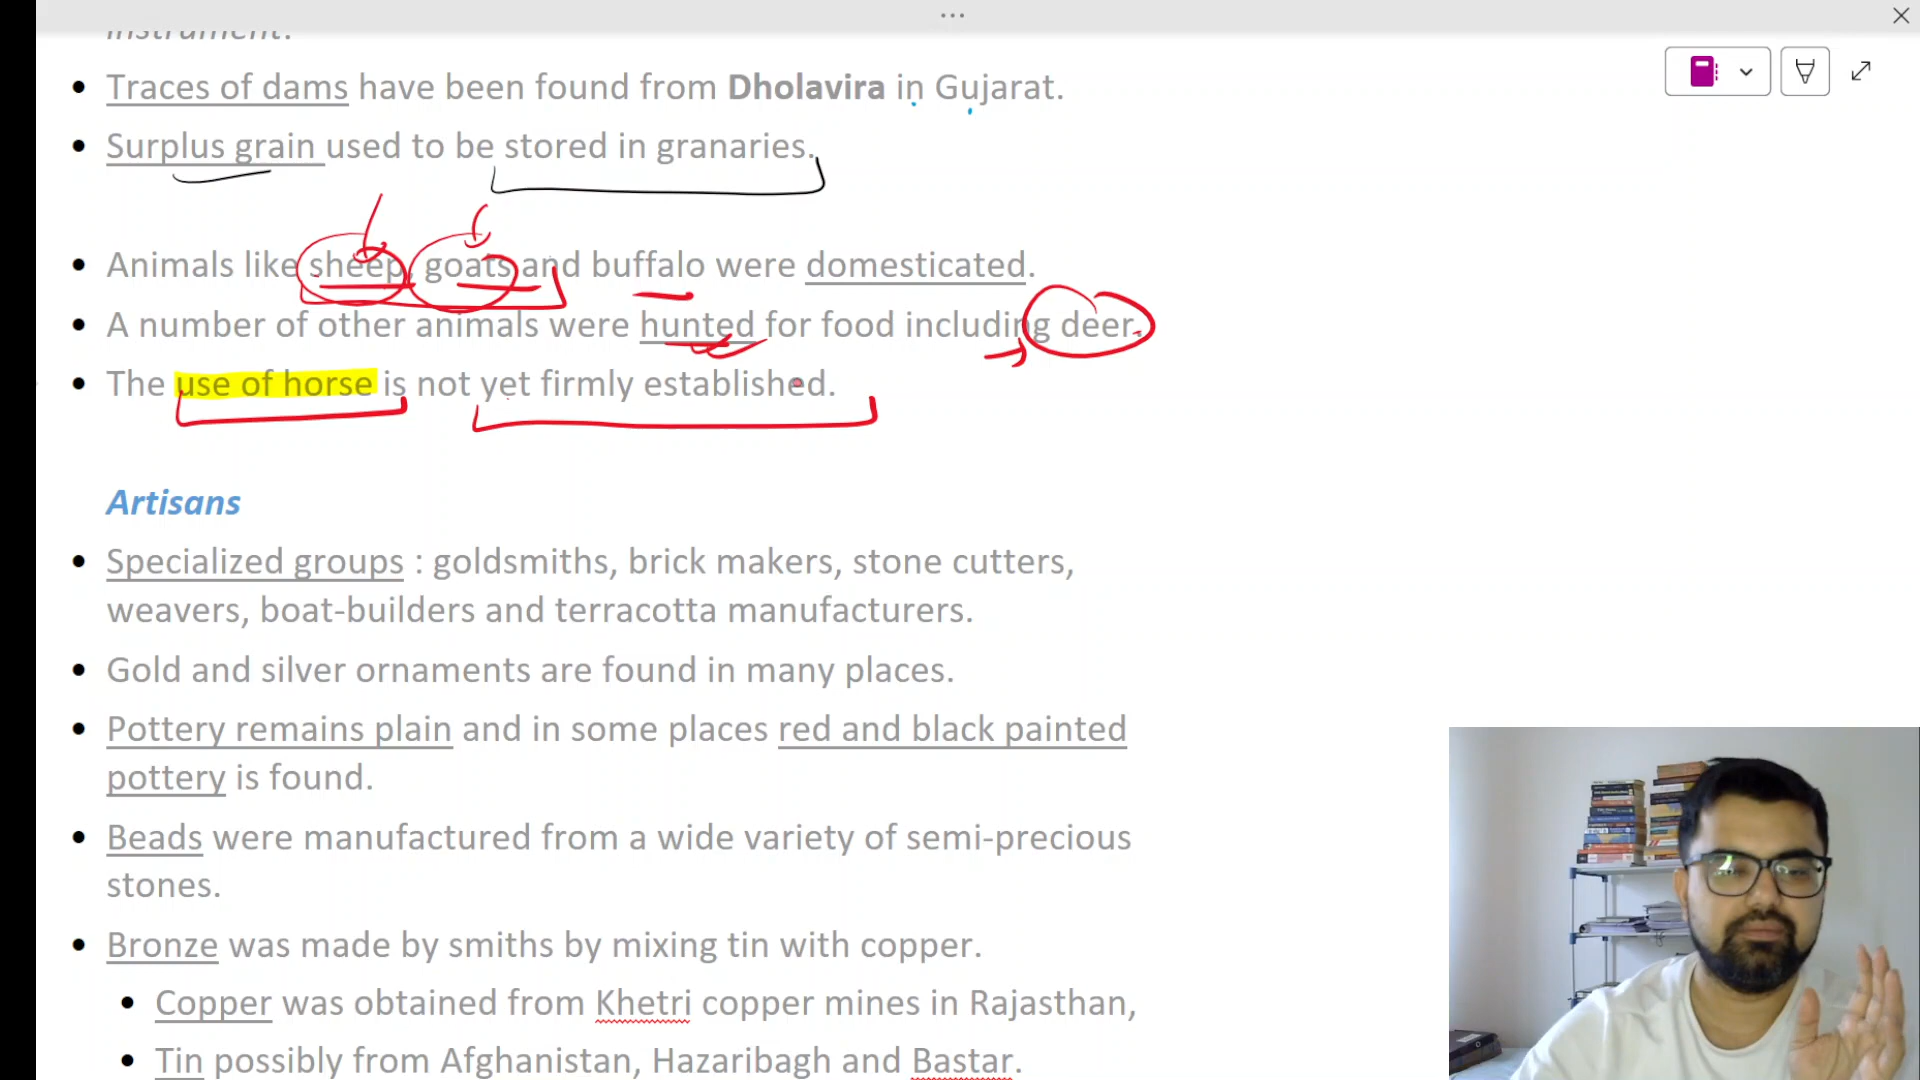 instrument.
Traces of dams have been found from Dholavira in Gujarat.
Surplus grain used to be stored in granaries.
Animals like sheep, goats and buffalo were domesticated.
A number of other animals were hunted for food including deer.
The use of horse is not yet firmly established.
Artisans
Specialized groups : goldsmiths, brick makers, stone cutters,
weavers, boat-builders and terracotta manufacturers.
Gold and silver ornaments are found in many places.
Pottery remains plain and in some places red and black painted
pottery is found.
Beads were manufactured from a wide variety of semi-precious
stones.
Bronze was made by smiths by mixing tin with copper.
Copper was obtained from Khetri copper mines in Rajasthan,
Tin possibly from Afghanistan, Hazaribagh and Bastar.